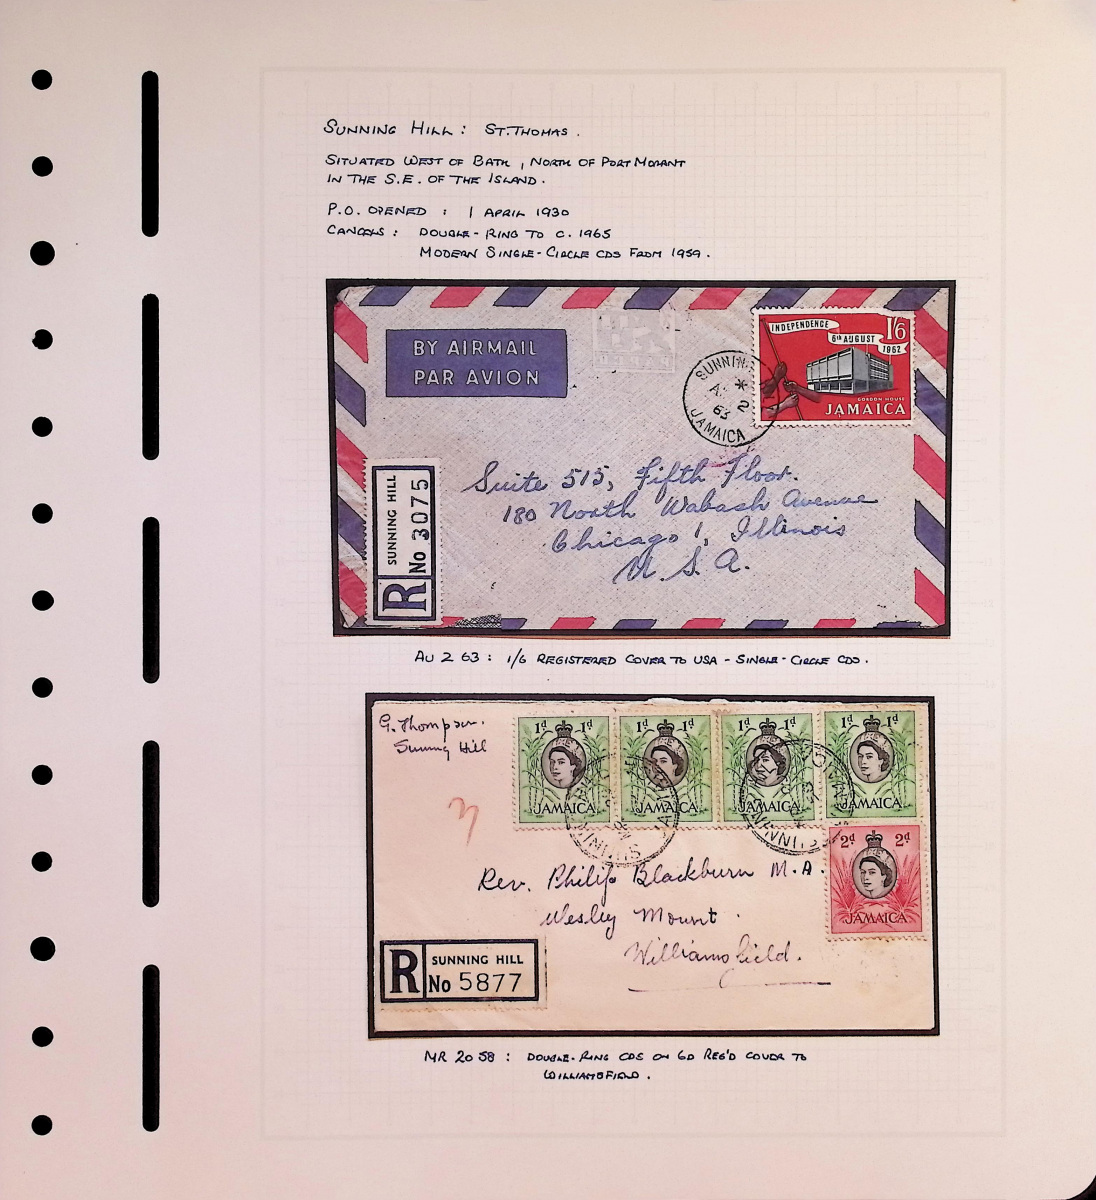 SUNNING HILL: ST. THOMAS.
SITUATED WEST OF BATH, NORTH OF PORT MORANT
IN THE S.E. OF THE ISLAND.
P.O. OPENED: 1 APRIL 1930
CANCELS: DOUBLE-RING TO C. 1965
MODERN SINGLE-CIRCLE CDS FROM 1959.
BY AIRMAIL
PAR AVION
INDEPENDENCE
6th AUGUST
1962
1/6
GORDON HOUSE
JAMAICA
SUNNING
2
63
JAMAICA
R
SUNNING HILL
No 3075
Suite 515, Fifth Floor.
180 North Wabash Avenue
Chicago 1, Illinois
U.S.A.
AU 2 63: 1/6 REGISTERED COVER TO USA - SINGLE-CIRCLE CDS.
G. Thompson.
Sunning Hill
1d 1d
JAMAICA
1d 1d
JAMAICA
1d 1d
JAMAICA
1d 1d
JAMAICA
2d 2d
JAMAICA
Rev. Philip Blackburn M.A.
Wesley Mount.
Williamsfield.
R
SUNNING HILL
No 5877
MR 20 58: DOUBLE-RING CDS ON 6D REG'D COVER TO
WILLIAMSFIELD.